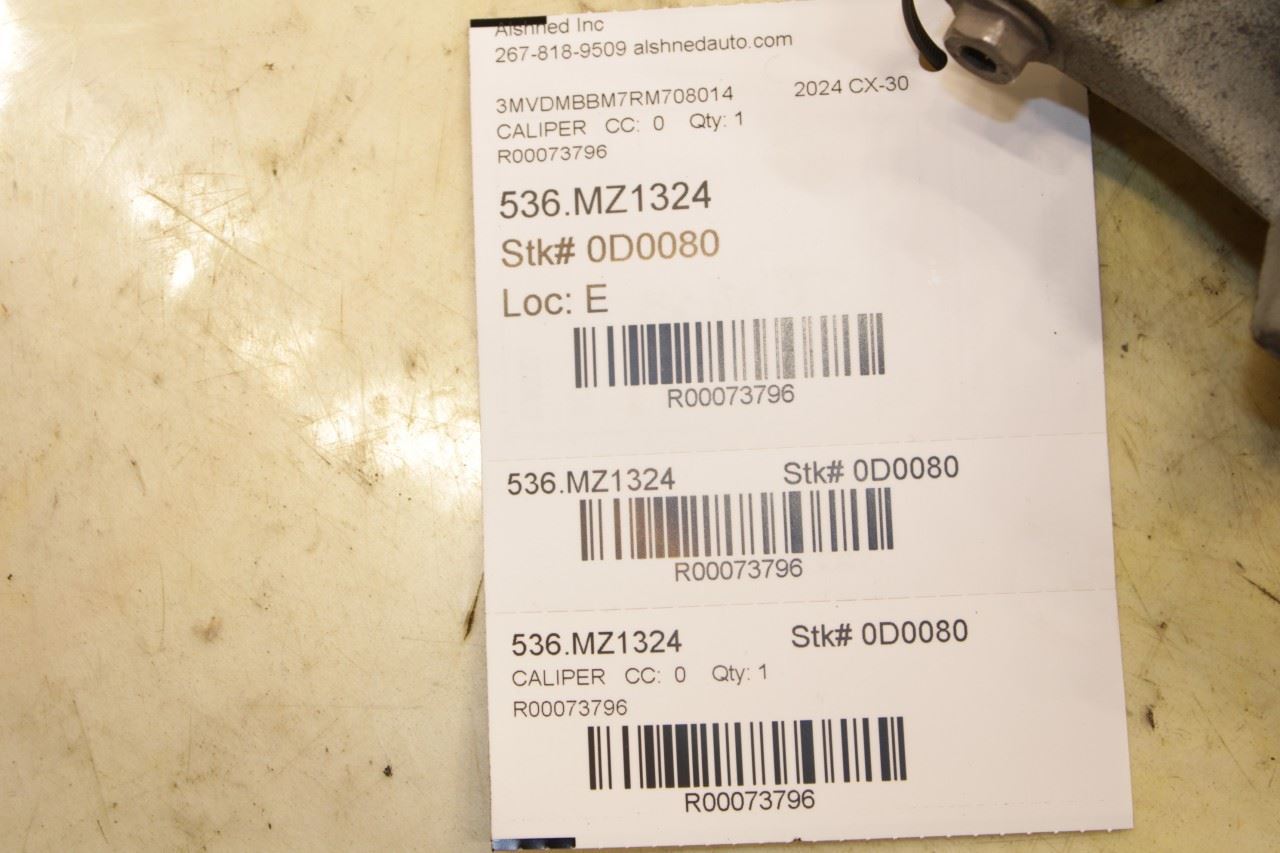 Alshned Inc
267-818-9509 alshnedauto.com
3MVDMBBM7RM708014 2024 CX-30
CALIPER CC: 0 Qty: 1
R00073796
536.MZ1324
Stk# 0D0080
Loc: E
R00073796
536.MZ1324 Stk# 0D0080
R00073796
536.MZ1324 Stk# 0D0080
CALIPER CC: 0 Qty: 1
R00073796
R00073796